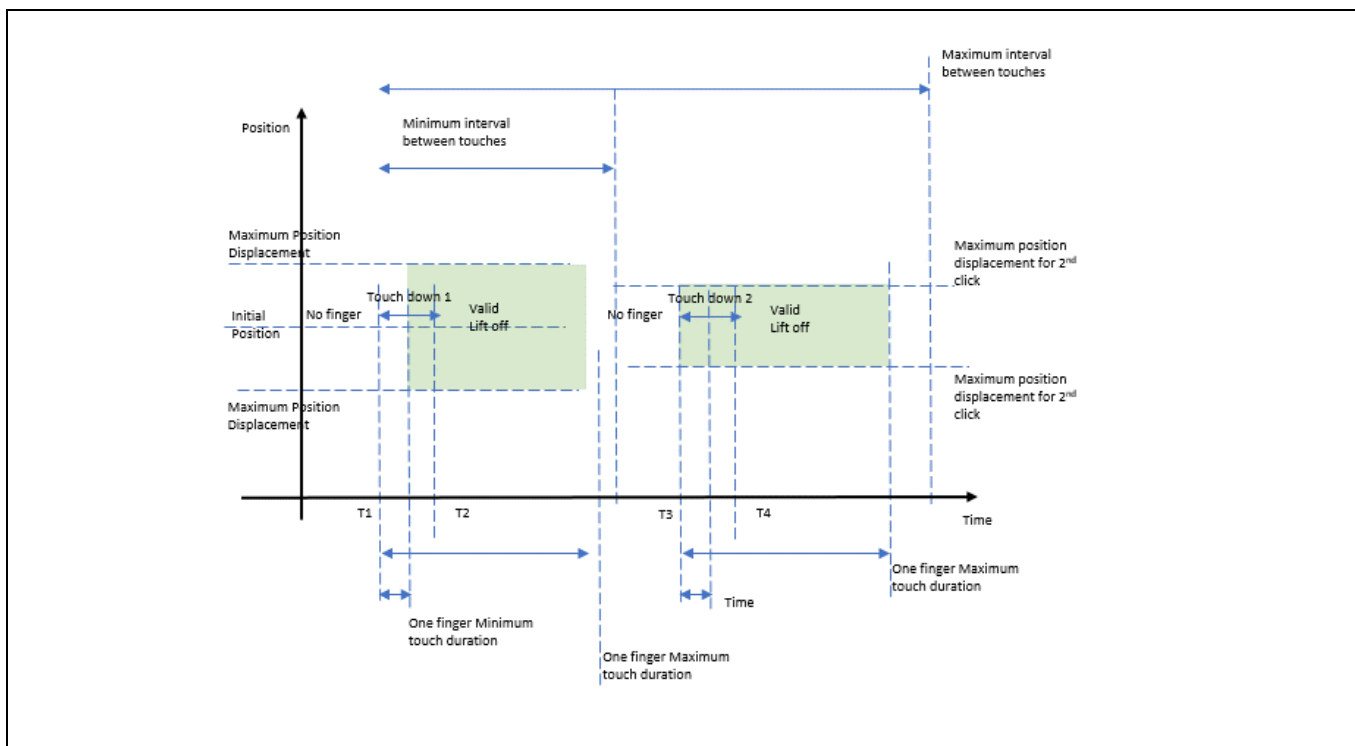 Maximum interval
between touches
Position
Minimum interval
between touches
Maximum Position
Displacement
Maximum position
displacement for 2nd
click
Touch down 1
Touch down 2
Initial
Position
No finger
Valid
Lift off
No finger
Valid
Lift off
Maximum Position
Displacement
Maximum position
displacement for 2nd
click
T1
T2
T3
T4
Time
One finger Maximum
touch duration
Time
One finger Minimum
touch duration
One finger Maximum
touch duration